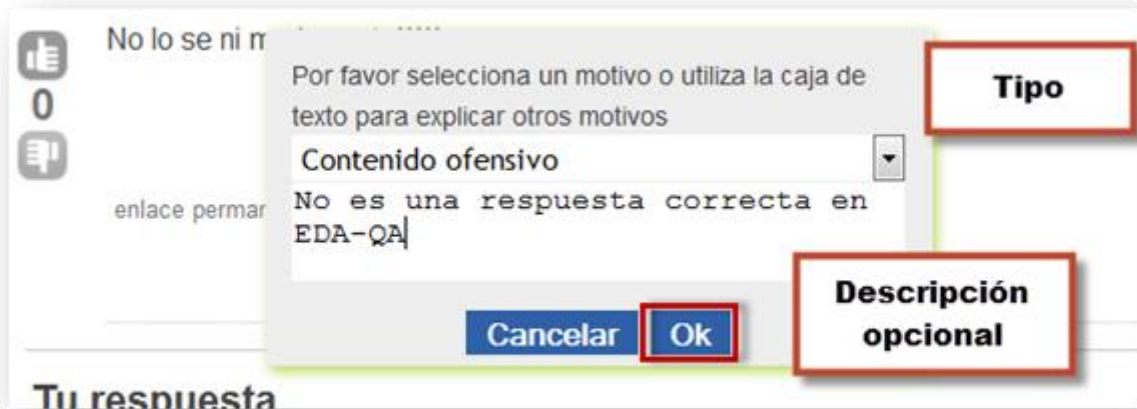 No lo se ni m
0
Por favor selecciona un motivo o utiliza la caja de
texto para explicar otros motivos
Tipo
Contenido ofensivo
No es una respuesta correcta en
EDA-QA
enlace permar
Descripción
opcional
Cancelar
Ok
Tu respuesta